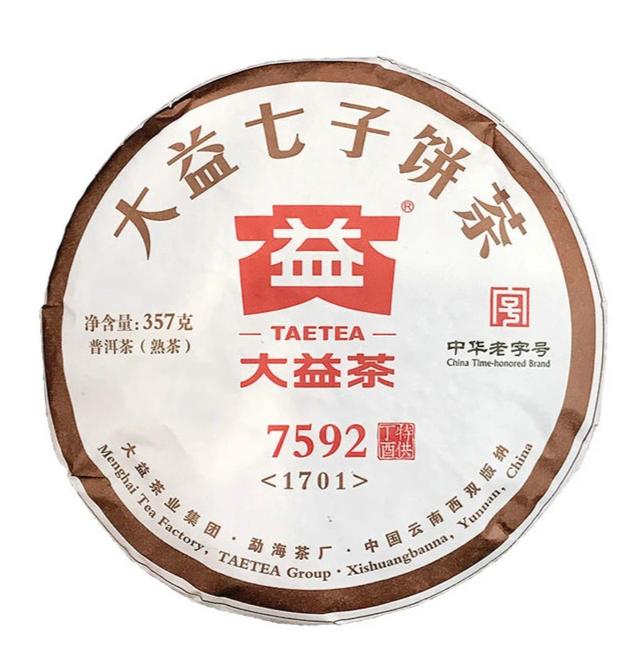 大益七子饼茶
益
®
TAETEA
大益茶
净含量:357克
普洱茶(熟茶)
中华老字号
China Time-honored Brand
7592
特供
丁酉
<1701>
大益茶业集团·勐海茶厂·中国云南西双版纳
Menghai Tea Factory, TAETEA Group·Xishuangbanna, Yunnan, China